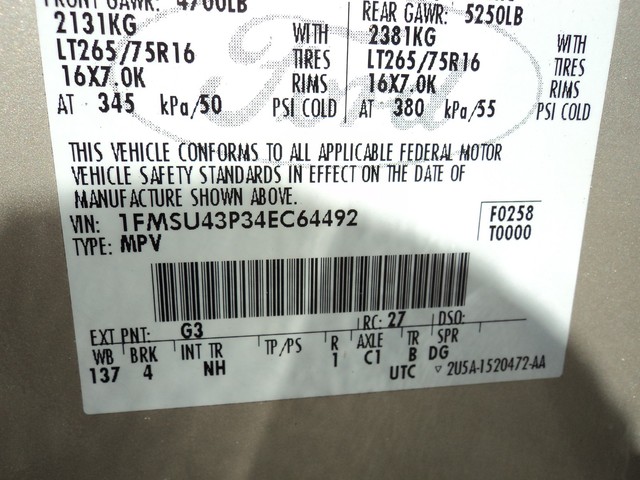 FRONT GAWR: 4700LB REAR GAWR: 5250LB
2131KG WITH 2381KG WITH
LT265/75R16 TIRES LT265/75R16 TIRES
16X7.0K RIMS 16X7.0K RIMS
AT 345 kPa/50 PSI COLD AT 380 kPa/55 PSI COLD
Ford
THIS VEHICLE CONFORMS TO ALL APPLICABLE FEDERAL MOTOR
VEHICLE SAFETY STANDARDS IN EFFECT ON THE DATE OF
MANUFACTURE SHOWN ABOVE.
VIN: 1FMSU43P34EC64492 F0258
TYPE: MPV T0000
EXT PNT: G3 RC: 27 DSO:
WB BRK INT TR TP/PS R AXLE TR SPR
137 4 NH 1 C1 B DG
UTC ▽ 2U5A-1520472-AA